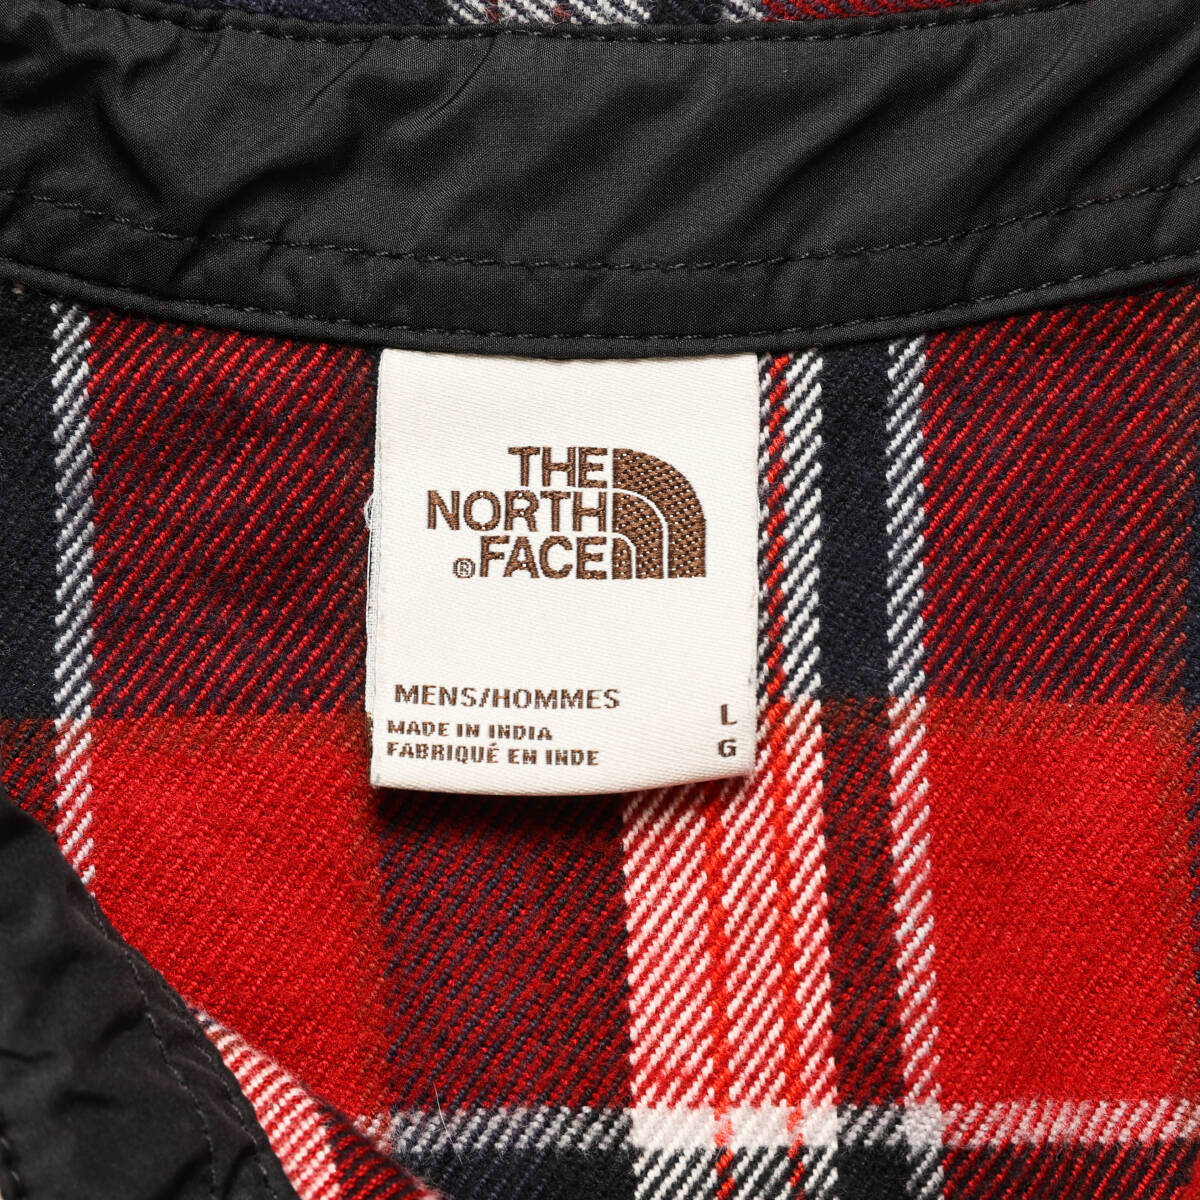 THE
NORTH
®FACE
MENS/HOMMES
MADE IN INDIA
FABRIQUÉ EN INDE
L
G